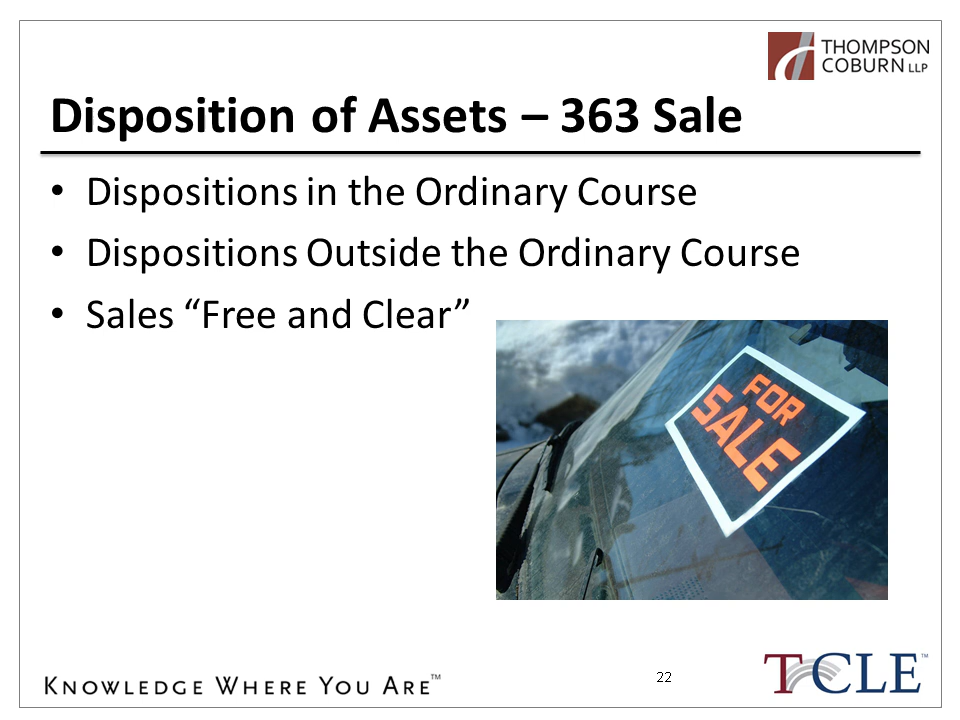 THOMPSON
COBURN LLP
Disposition of Assets – 363 Sale
• Dispositions in the Ordinary Course
• Dispositions Outside the Ordinary Course
• Sales “Free and Clear”
FOR
SALE
KNOWLEDGE WHERE YOU ARE™
22
TCLE™